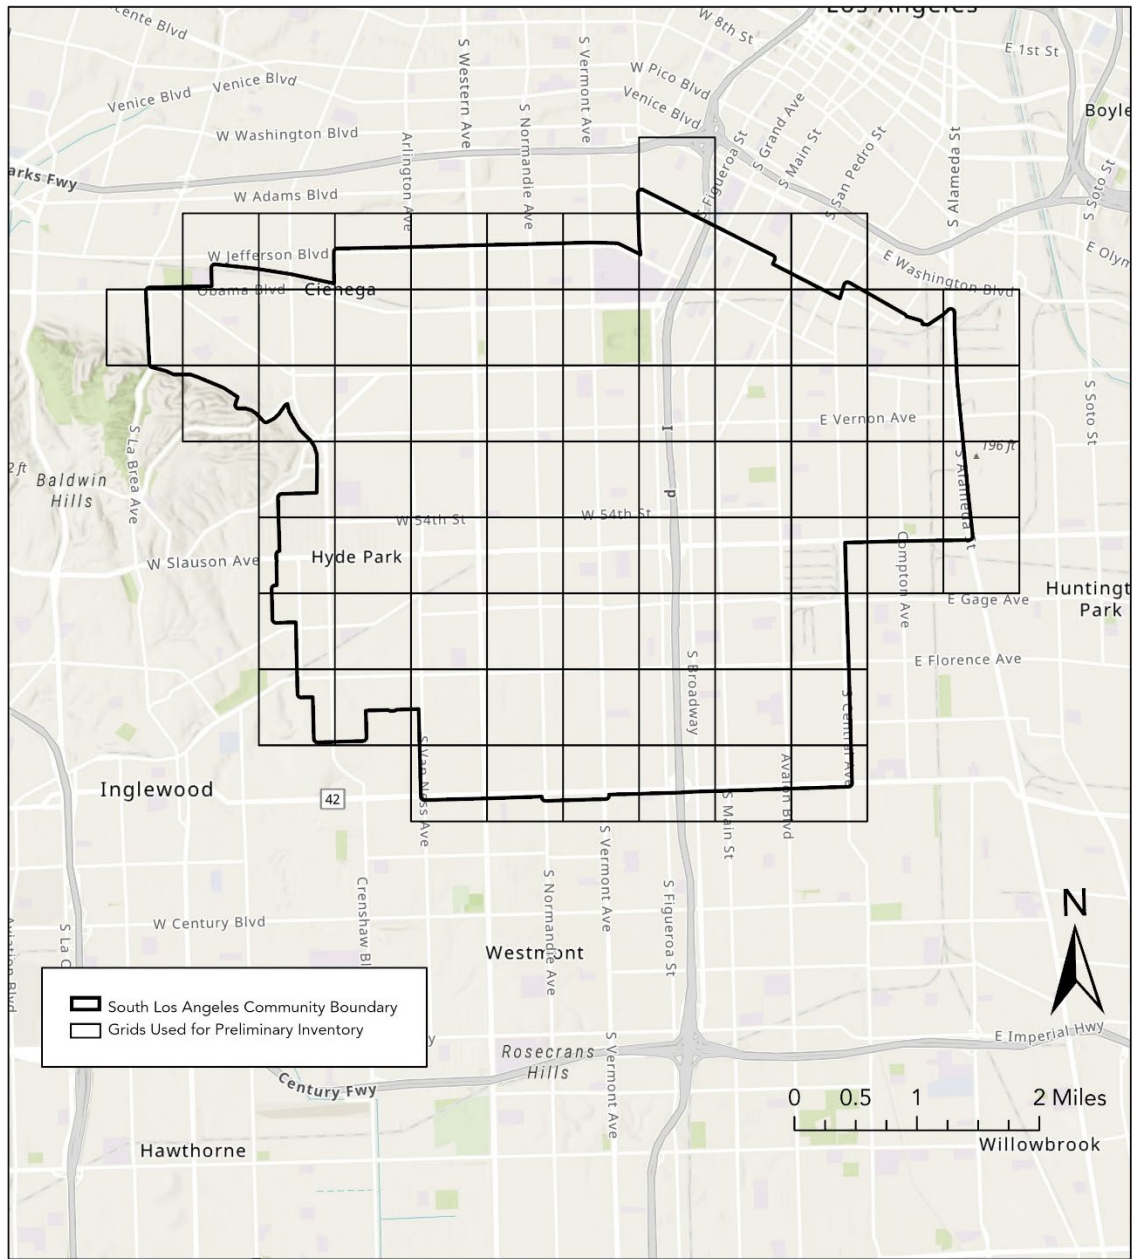 Los Angeles
W 8th St
E 1st St
W Pico Blvd
Venice Blvd
Venice Blvd
Venice Blvd
Boyle
W Washington Blvd
S Western Ave
S Vermont Ave
S Normandie Ave
Arlington Ave
S Figueroa St
S Grand Ave
S Main St
S San Pedro St
S Alameda St
S Soto St
arks Fwy
W Adams Blvd
W Jefferson Blvd
E Washington Blvd
E Olym
Obama Blvd
Cienega
E Vernon Ave
S Soto St
196 ft
S La Brea Ave
2 ft
Baldwin
Hills
S Alameda St
W 54th St
W 54th St
W Slauson Ave
Hyde Park
Compton Ave
E Gage Ave
Huntingt
Park
E Florence Ave
S Broadway
S Central Ave
Inglewood
42
S Van Ness Ave
Avalon Blvd
S Main St
S Vermont Ave
S Normandie Ave
S Figueroa St
W Century Blvd
Crenshaw Bl
Westmont
Aviation Blvd
S La C
N
South Los Angeles Community Boundary
Grids Used for Preliminary Inventory
E Imperial Hwy
Rosecrans
Hills
S Vermont Ave
Century Fwy
0 0.5 1 2 Miles
Hawthorne
Willowbrook